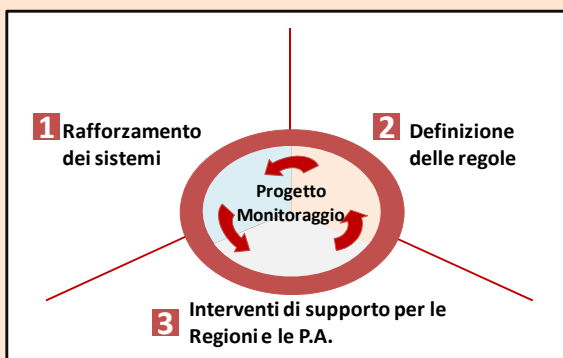 1 Rafforzamento
dei sistemi
2 Definizione
delle regole
Progetto
Monitoraggio
3 Interventi di supporto per le
Regioni e le P.A.